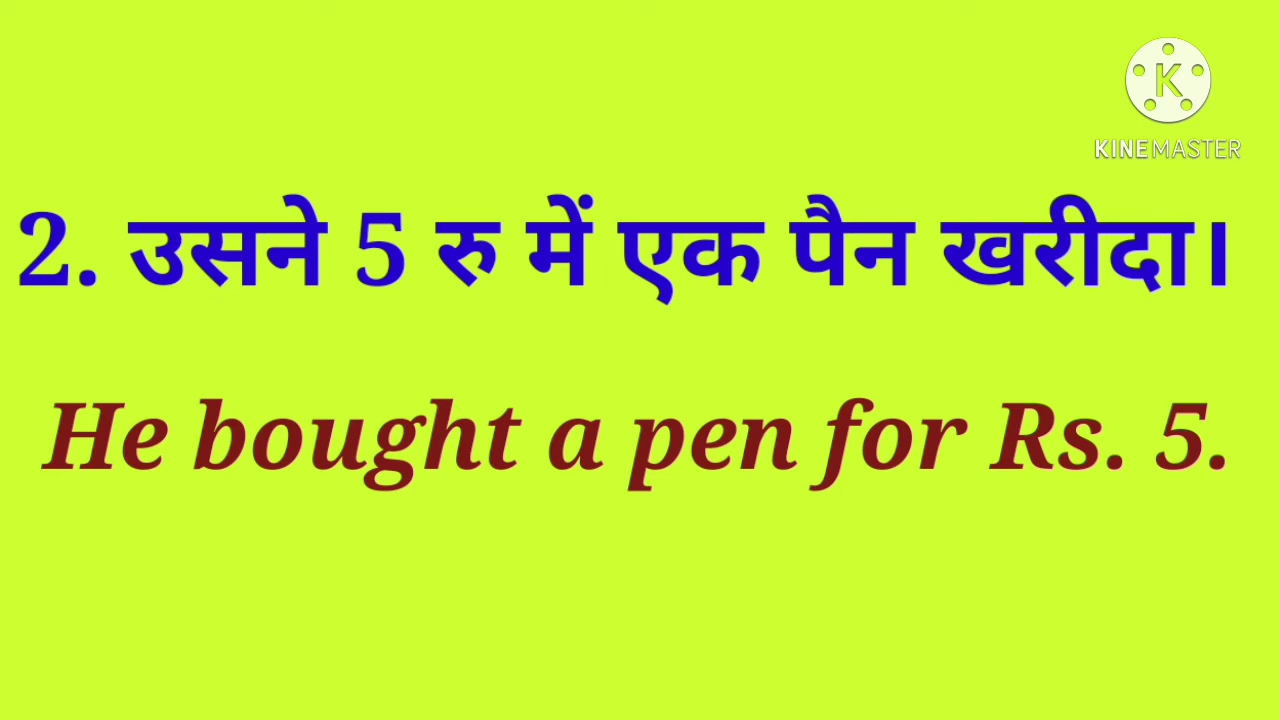 K
KINEMASTER
2. उसने 5 रु में एक पैन खरीदा।
He bought a pen for Rs. 5.